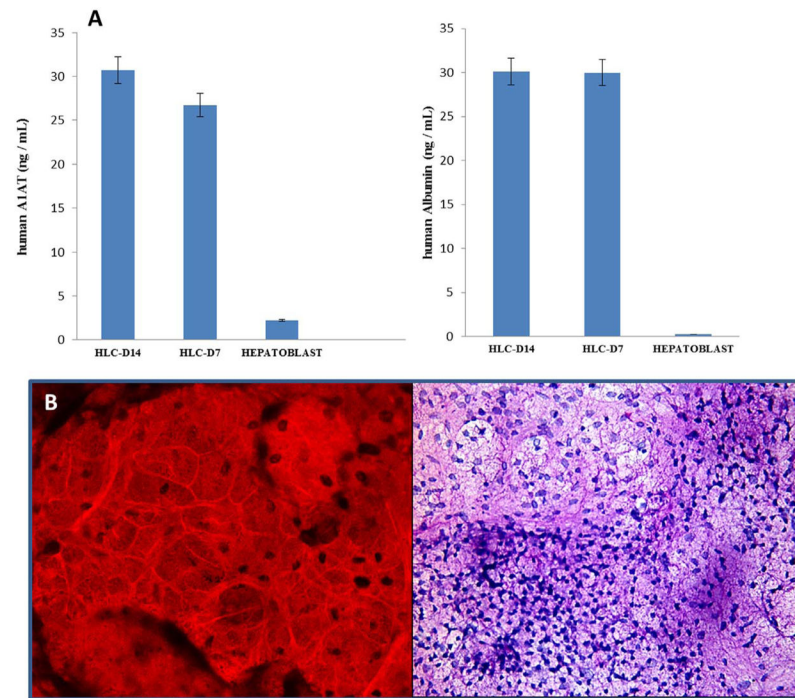 A
human A1AT (ng / mL)
35
30
25
20
15
10
5
0
HLC-D14 HLC-D7 HEPATOBLAST
human Albumin (ng / mL)
35
30
25
20
15
10
5
0
HLC-D14 HLC-D7 HEPATOBLAST
B